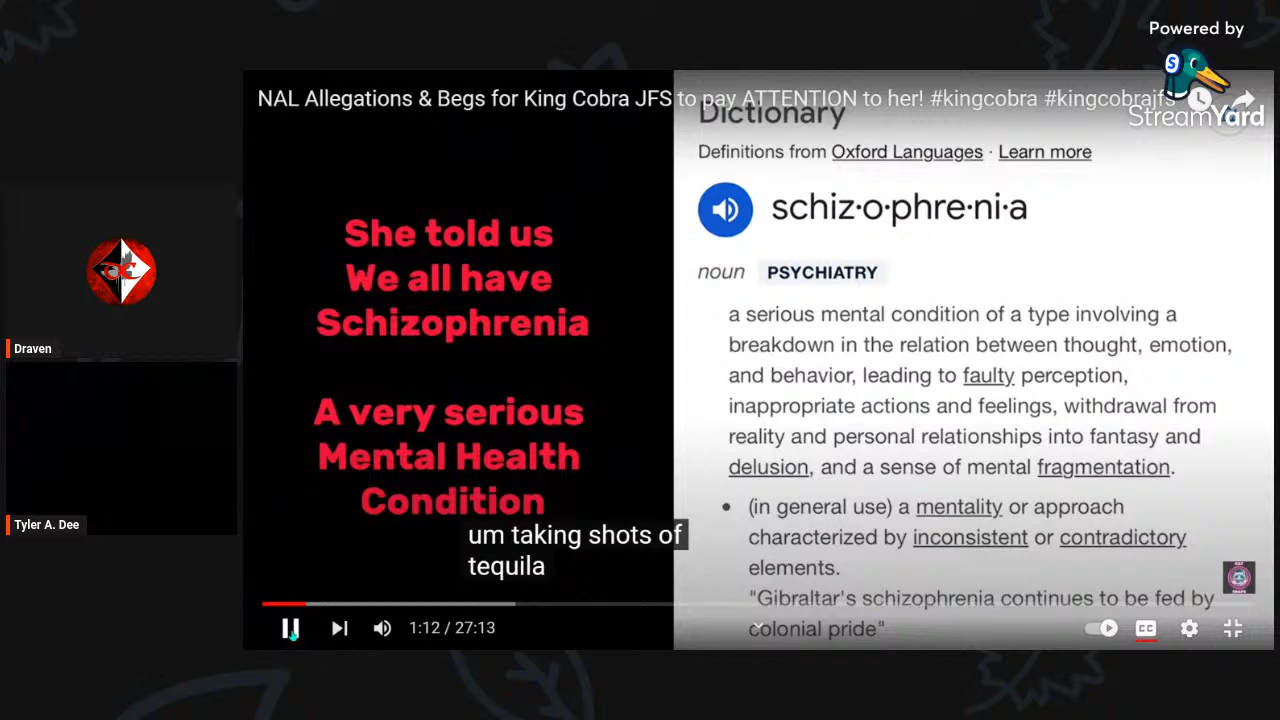 Powered by
StreamYard
NAL Allegations & Begs for King Cobra JFS to pay ATTENTION to her! #kingcobra #kingcobrajfs
Dictionary
Definitions from Oxford Languages · Learn more
schiz·o·phre·ni·a
noun PSYCHIATRY
a serious mental condition of a type involving a
breakdown in the relation between thought, emotion,
and behavior, leading to faulty perception,
inappropriate actions and feelings, withdrawal from
reality and personal relationships into fantasy and
delusion, and a sense of mental fragmentation.
• (in general use) a mentality or approach
characterized by inconsistent or contradictory
elements.
"Gibraltar's schizophrenia continues to be fed by
colonial pride"
She told us
We all have
Schizophrenia
A very serious
Mental Health
Condition
um taking shots of
tequila
1:12 / 27:13
CC
Draven
Tyler A. Dee